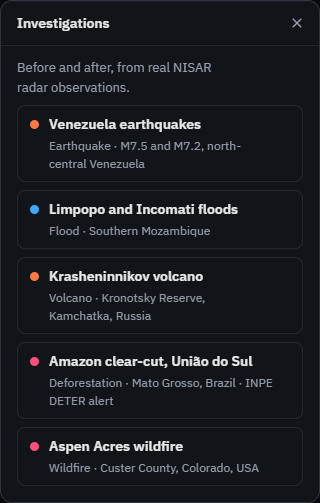 Investigations
Before and after, from real NISAR
radar observations.
Venezuela earthquakes
Earthquake · M7.5 and M7.2, north-
central Venezuela
Limpopo and Incomati floods
Flood · Southern Mozambique
Krasheninnikov volcano
Volcano · Kronotsky Reserve,
Kamchatka, Russia
Amazon clear-cut, União do Sul
Deforestation · Mato Grosso, Brazil · INPE
DETER alert
Aspen Acres wildfire
Wildfire · Custer County, Colorado, USA